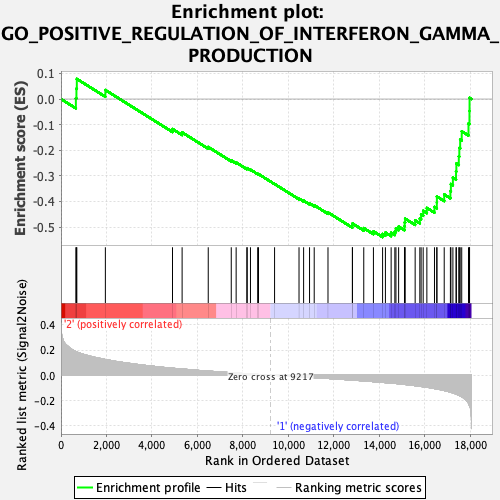 Enrichment plot:
GO_POSITIVE_REGULATION_OF_INTERFERON_GAMMA_
PRODUCTION
Enrichment score (ES)
0.1
0.0
-0.1
-0.2
-0.3
-0.4
-0.5
Ranked list metric (Signal2Noise)
0.4
0.2
0.0
-0.2
-0.4
'2' (positively correlated)
Zero cross at 9217
'1' (negatively correlated)
0
2,000
4,000
6,000
8,000
10,000
12,000
14,000
16,000
18,000
Rank in Ordered Dataset
Enrichment profile
Hits
Ranking metric scores